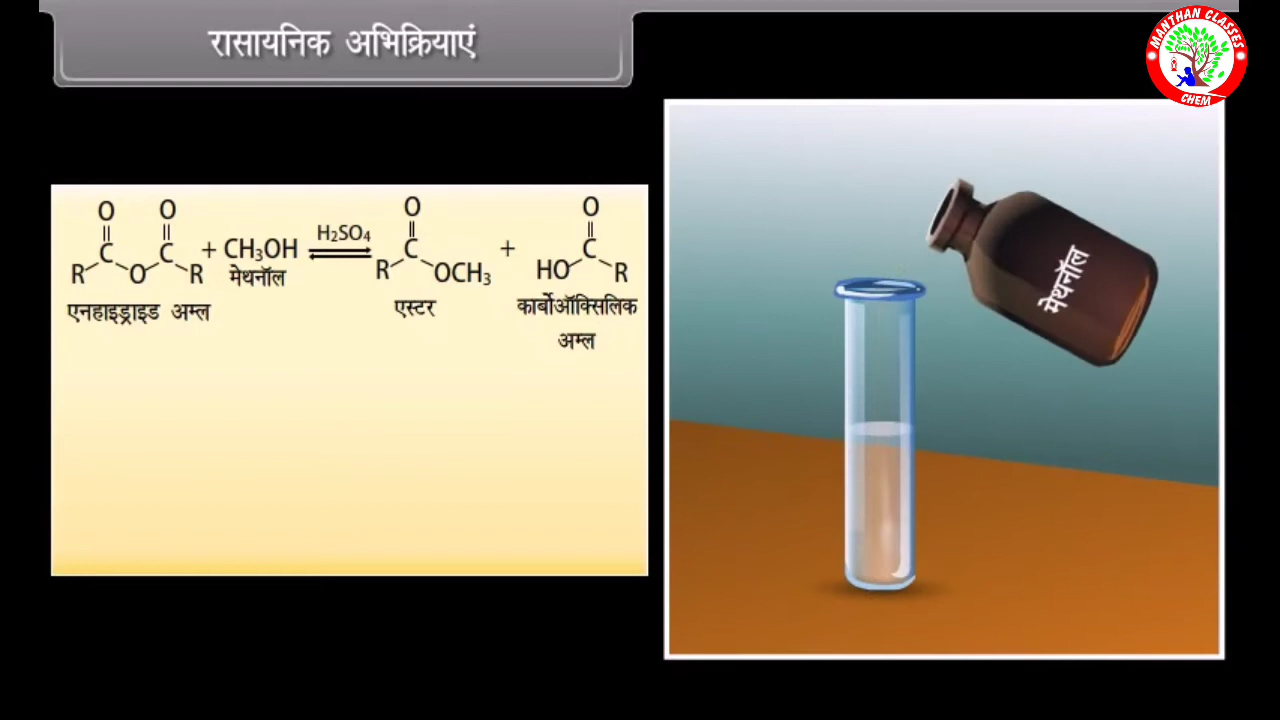 रासायनिक अभिक्रियाएं
MANTHAN CLASSES
CHEM
O O O O
|| || H₂SO₄ || ||
C C + CH₃OH ⇌ C + C
R O R R OCH₃ HO R
मेथनॉल
एनहाइड्राइड अम्ल एस्टर कार्बोऑक्सिलिक
अम्ल
मेथनॉल